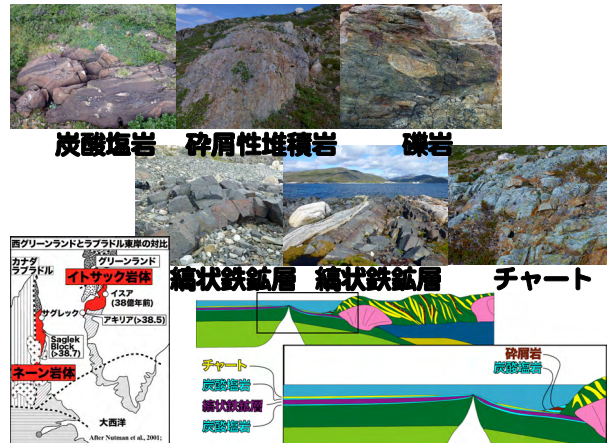 炭酸塩岩
砕屑性堆積岩
礫岩
縞状鉄鉱層
縞状鉄鉱層
チャート
西グリーンランドとラブラドル東岸の対比
カナダ
ラブラドル
グリーンランド
イトサック岩体
イスア
(38億年前)
サグレック
アキリア(>38.5)
Saglek
Block
(>38.7)
ネーン岩体
大西洋
After Nutman et al., 2001;
チャート
炭酸塩岩
縞状鉄鉱層
炭酸塩岩
砕屑岩
炭酸塩岩